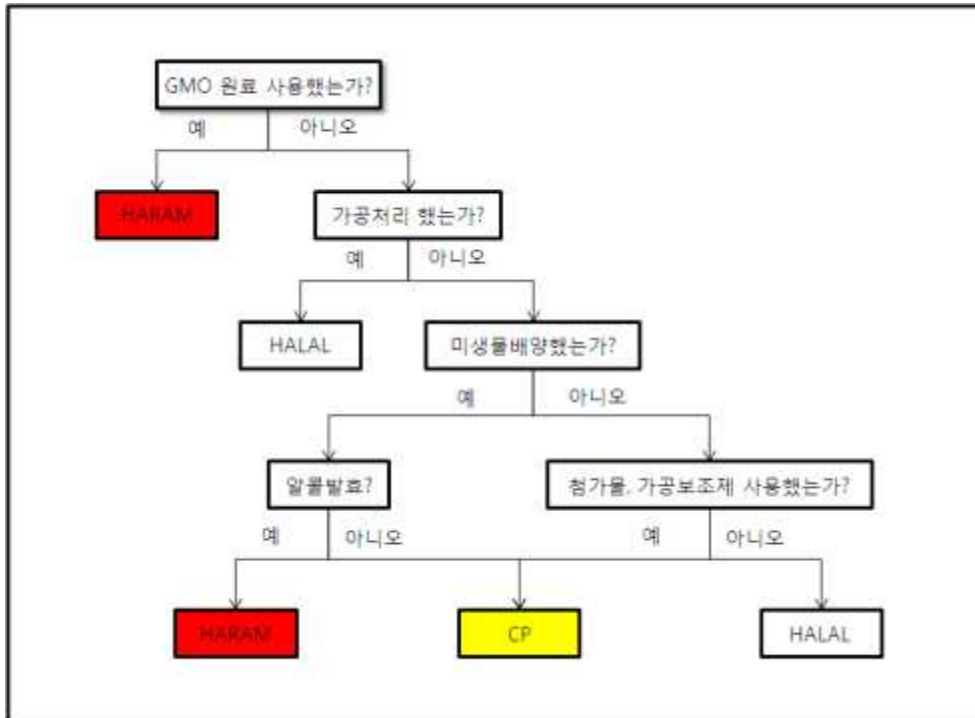 GMO 원료 사용했는가?
예 아니오
HARAM 가공처리 했는가?
예 아니오
HALAL 미생물배양했는가?
예 아니오
알콜발효? 첨가물, 가공보조제 사용했는가?
예 아니오 예 아니오
HARAM CP HALAL